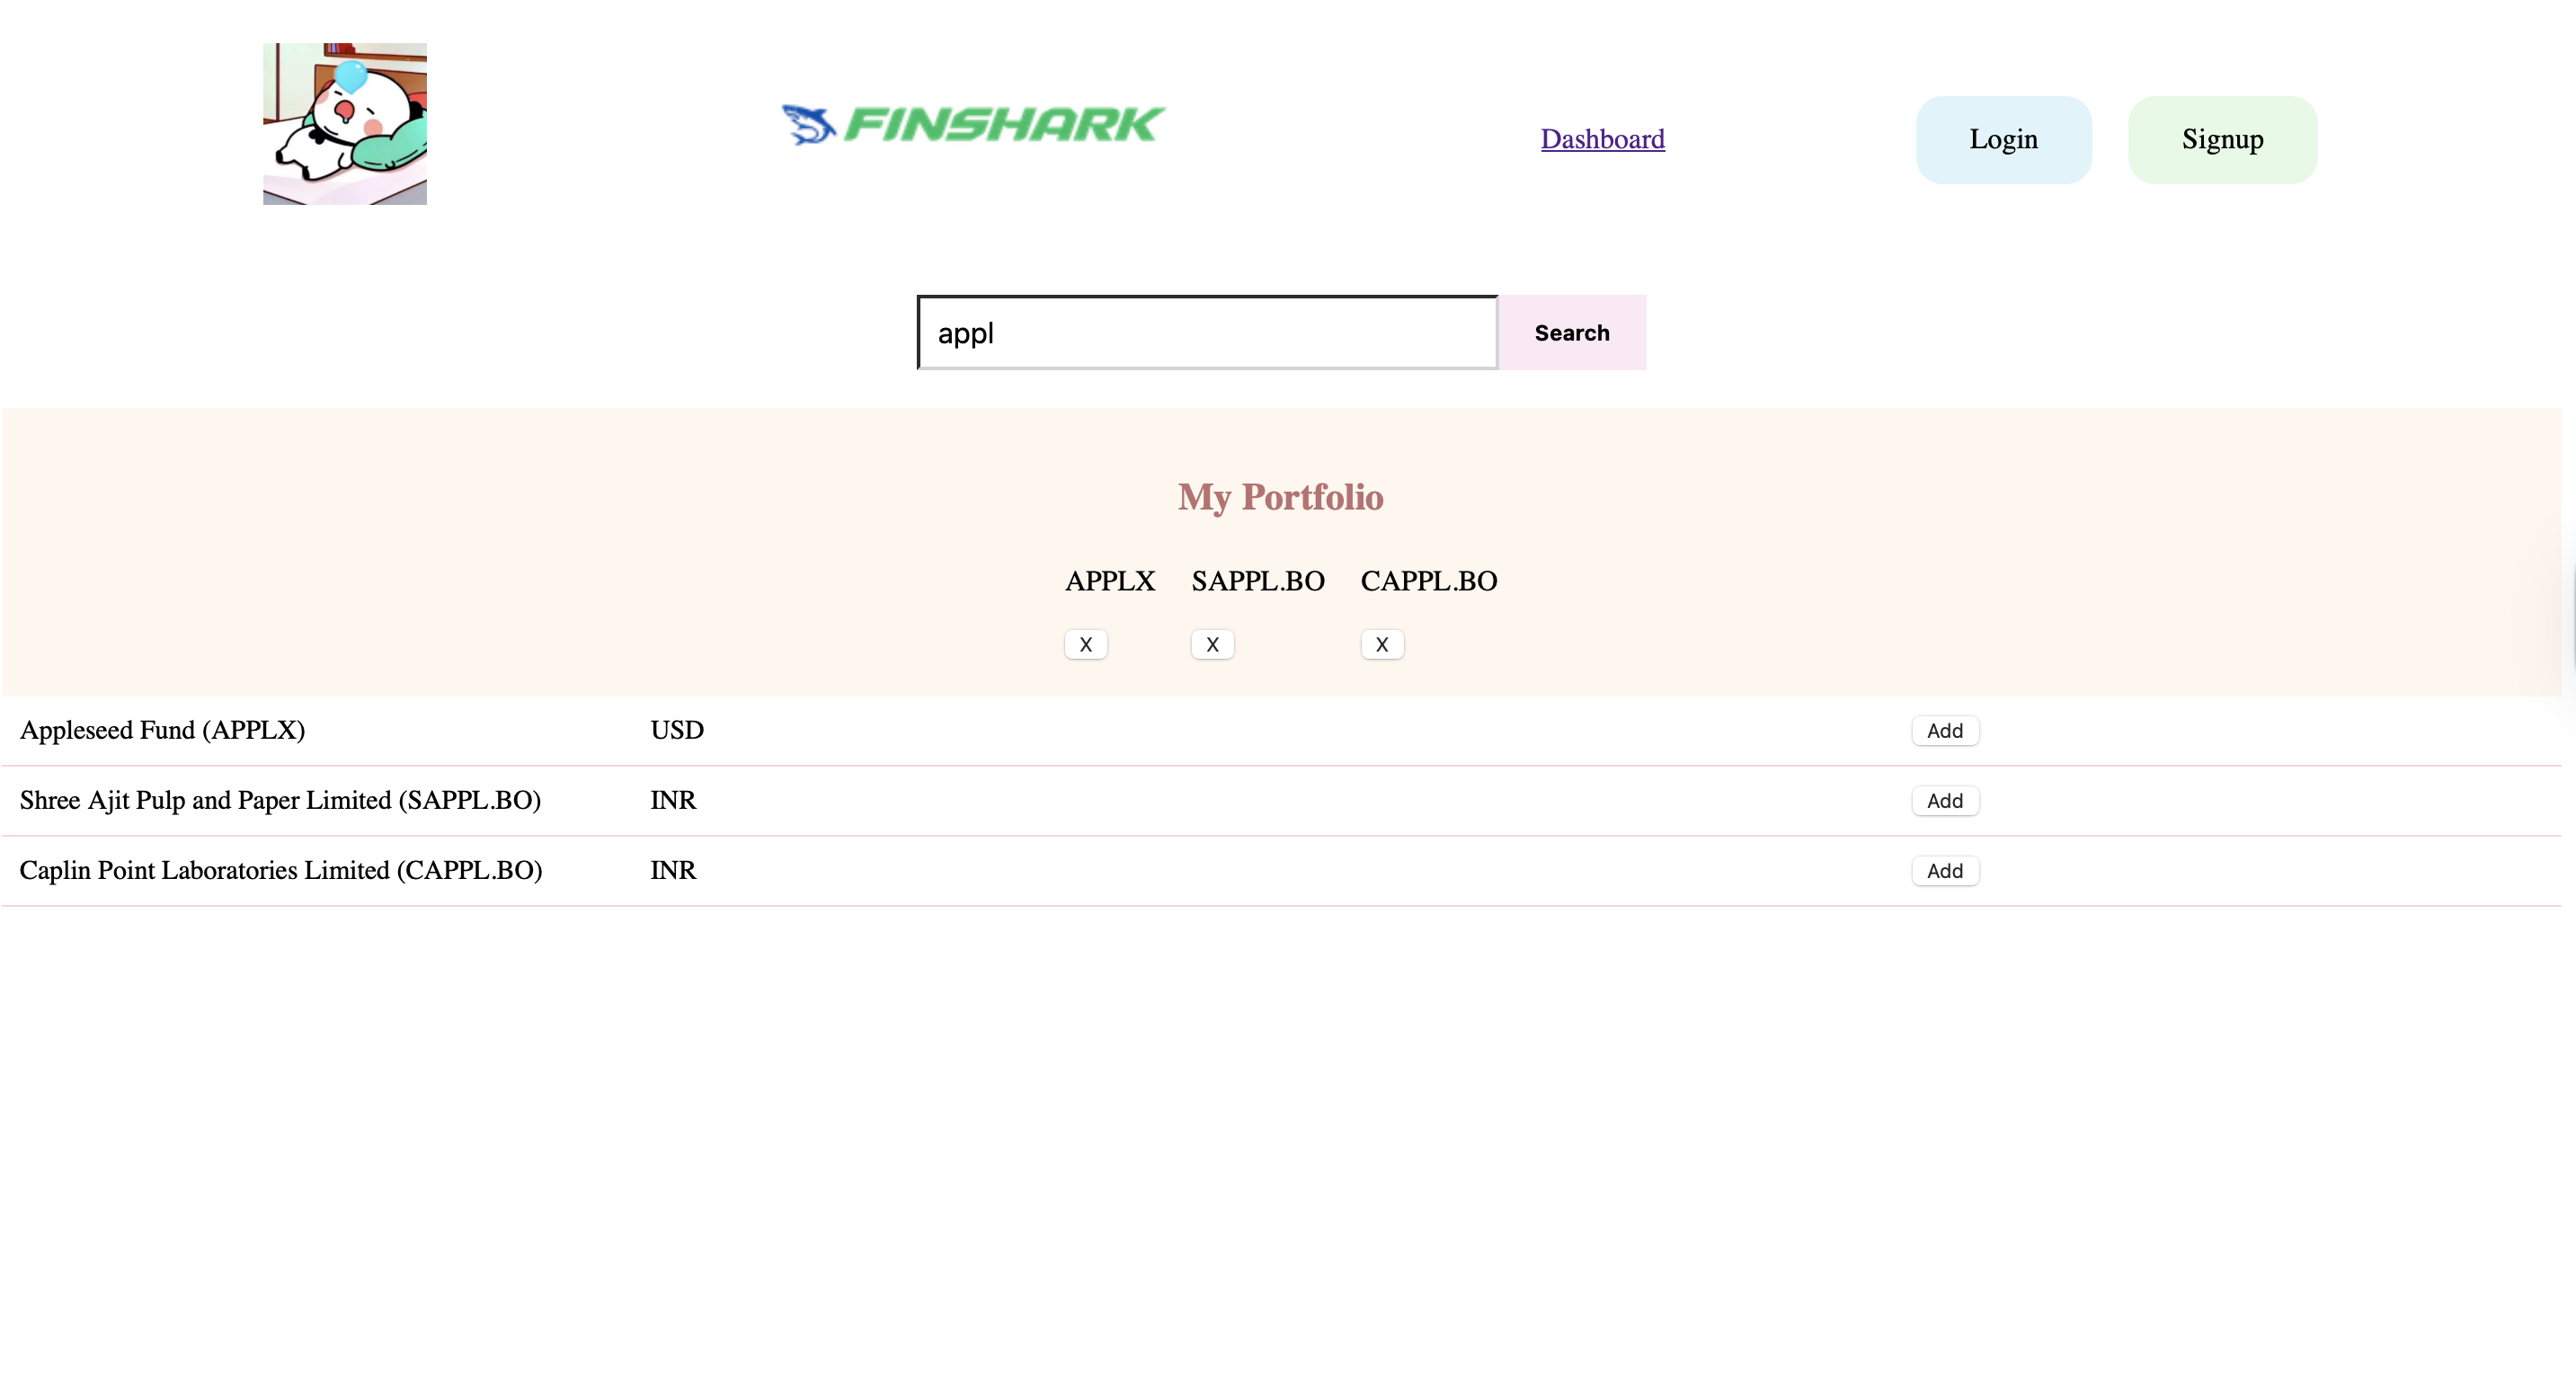 FINSHARK
Dashboard
Login
Signup
appl
Search
My Portfolio
APPLX SAPPL.BO CAPPL.BO
X X X
Appleseed Fund (APPLX) USD Add
Shree Ajit Pulp and Paper Limited (SAPPL.BO) INR Add
Caplin Point Laboratories Limited (CAPPL.BO) INR Add